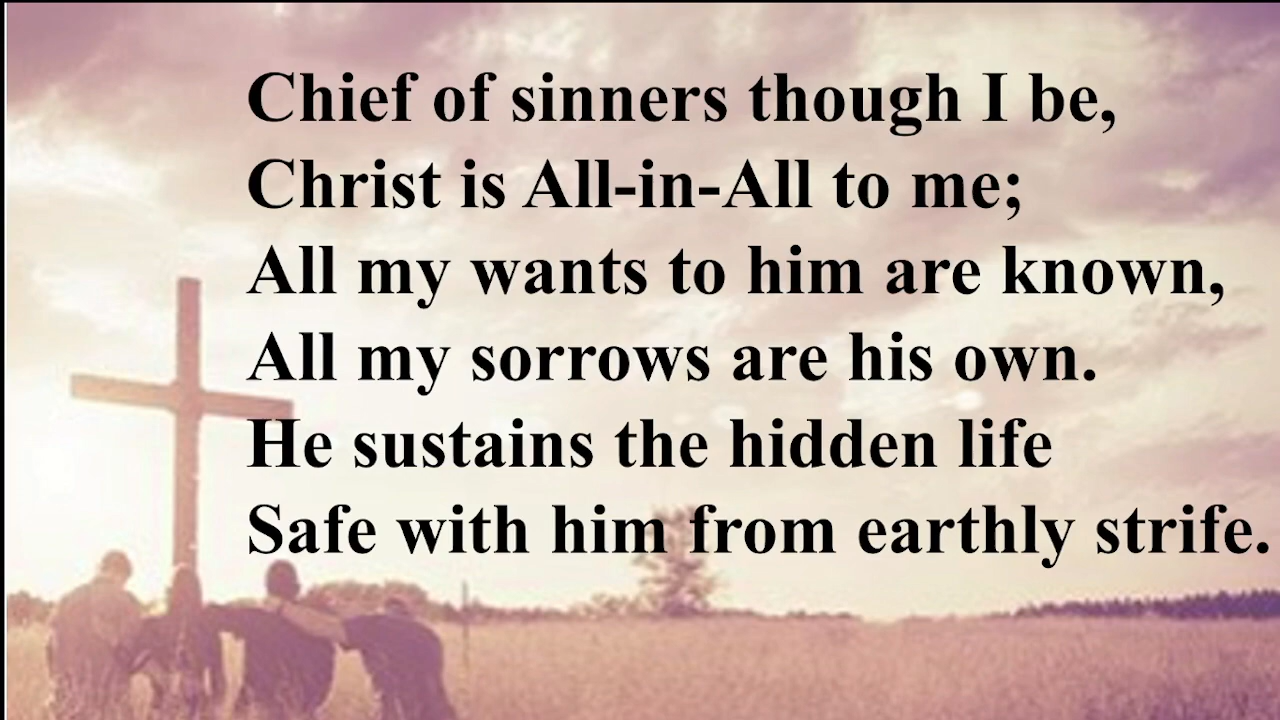 Chief of sinners though I be,
Christ is All-in-All to me;
All my wants to him are known,
All my sorrows are his own.
He sustains the hidden life
Safe with him from earthly strife.